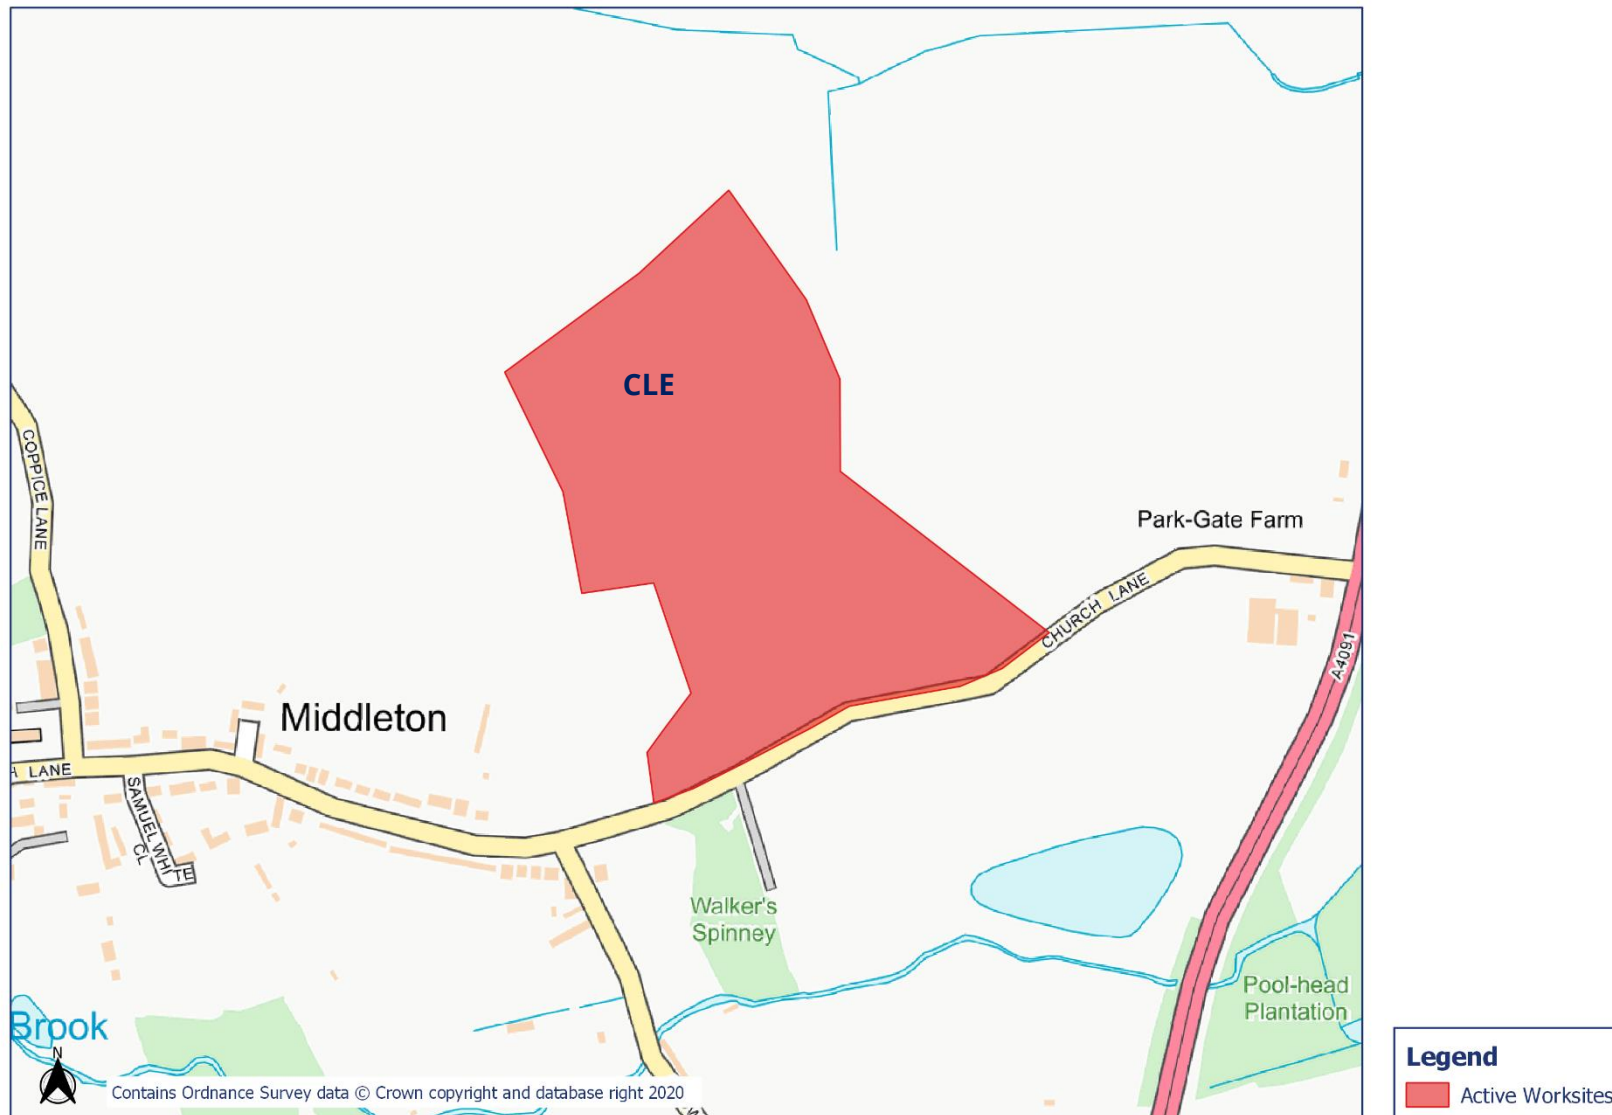 CLE
COPPICE LANE
Park-Gate Farm
CHURCH LANE
A4091
Middleton
LANE
SAMUEL WHITE
CL
Walker's
Spinney
Pool-head
Plantation
Brook
N
Contains Ordnance Survey data © Crown copyright and database right 2020
Legend
Active Worksites